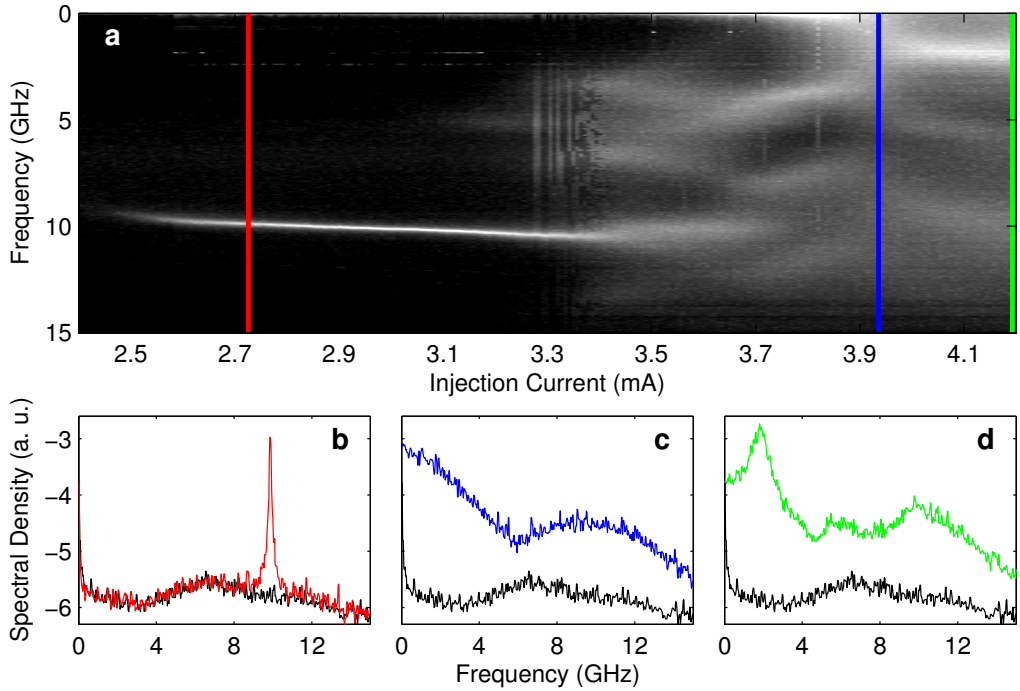 a
Frequency (GHz)
0
5
10
15
2.5 2.7 2.9 3.1 3.3 3.5 3.7 3.9 4.1
Injection Current (mA)
b
c
d
Spectral Density (a. u.)
−3
−4
−5
−6
0 4 8 12
0 4 8 12
0 4 8 12
Frequency (GHz)